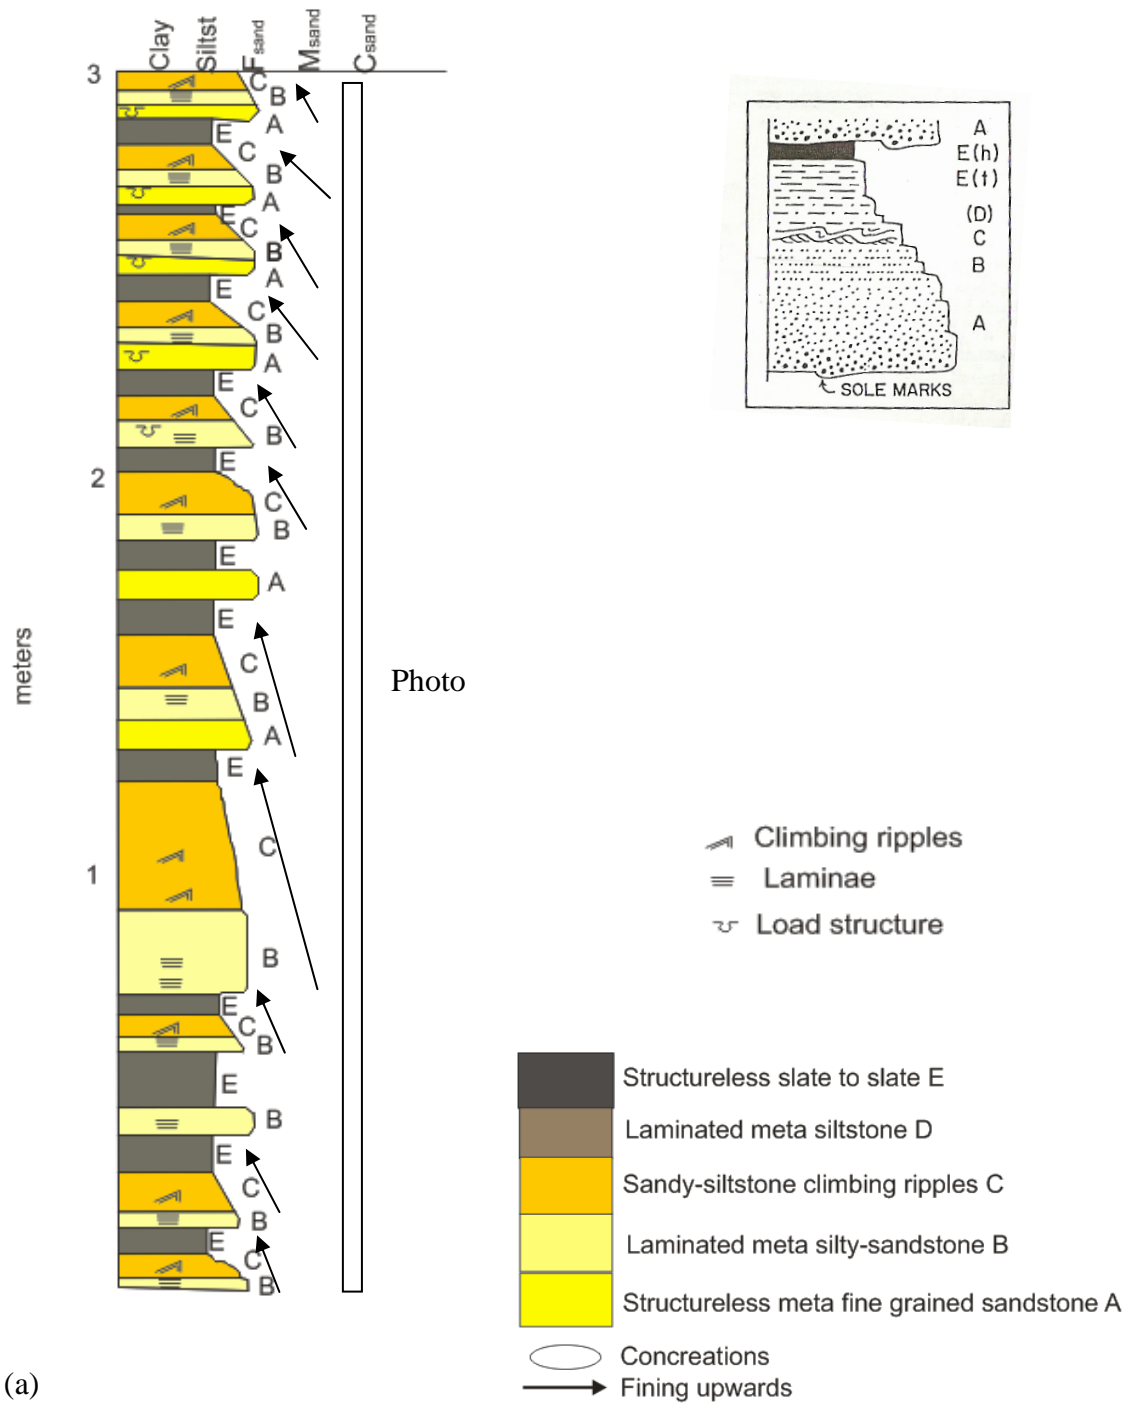 Clay
Siltst
Fsand
Msand
Csand
3
C
B
A
E
C
B
A
E
C
B
A
E
C
B
A
E
C
B
E
2
C
B
E
A
E
C
B
A
E
C
1
B
E
C
B
E
B
E
C
B
E
C
B
meters
Photo
(a)
A
E(h)
E(t)
(D)
C
B
A
SOLE MARKS
Climbing ripples
Laminae
Load structure
Structureless slate to slate E
Laminated meta siltstone D
Sandy-siltstone climbing ripples C
Laminated meta silty-sandstone B
Structureless meta fine grained sandstone A
Concreations
Fining upwards